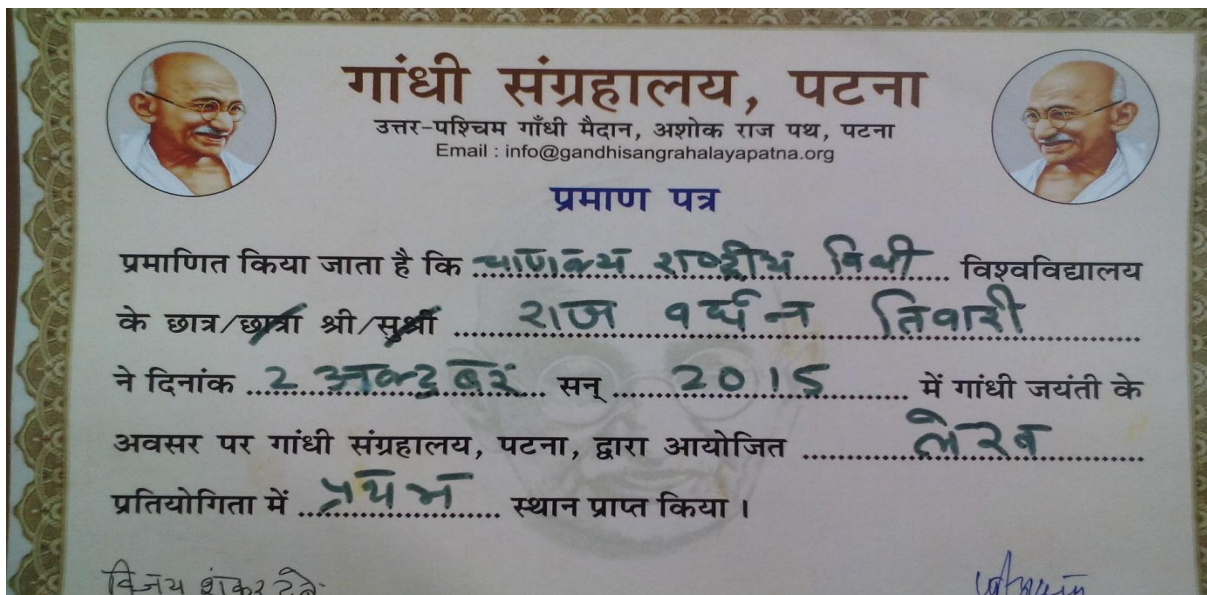 गांधी संग्रहालय, पटना
उत्तर-पश्चिम गाँधी मैदान, अशोक राज पथ, पटना
Email : info@gandhisangrahalayapatna.org
प्रमाण पत्र
प्रमाणित किया जाता है कि चाणक्य राष्ट्रीय विधी विश्वविद्यालय
के छात्र/छात्रा श्री/सुश्री राज वर्धन तिवारी
ने दिनांक 2 अक्टुबर सन् 2015 में गांधी जयंती के
अवसर पर गांधी संग्रहालय, पटना, द्वारा आयोजित लेख
प्रतियोगिता में प्रथम स्थान प्राप्त किया ।
विजय शंकर